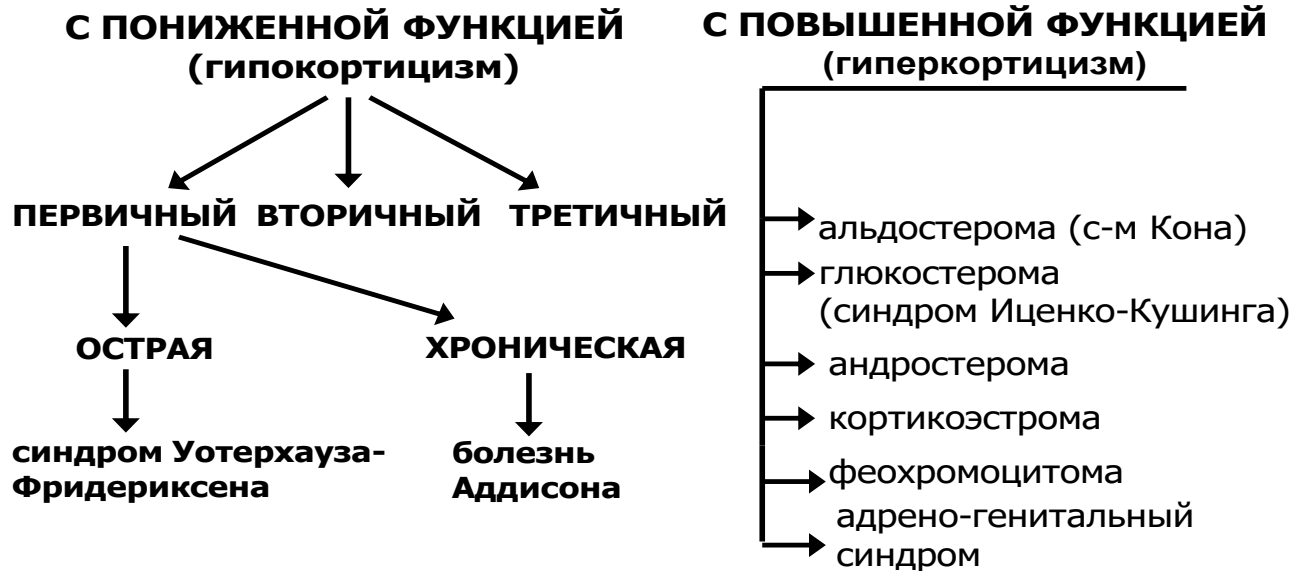 С ПОНИЖЕННОЙ ФУНКЦИЕЙ
(гипокортицизм)
ПЕРВИЧНЫЙ ВТОРИЧНЫЙ ТРЕТИЧНЫЙ
ОСТРАЯ
ХРОНИЧЕСКАЯ
синдром Уотерхауза-
Фридериксена
болезнь
Аддисона
С ПОВЫШЕННОЙ ФУНКЦИЕЙ
(гиперкортицизм)
альдостерома (с-м Кона)
глюкостерома
(синдром Иценко-Кушинга)
андростерома
кортикоэстрома
феохромоцитома
адрено-генитальный
синдром